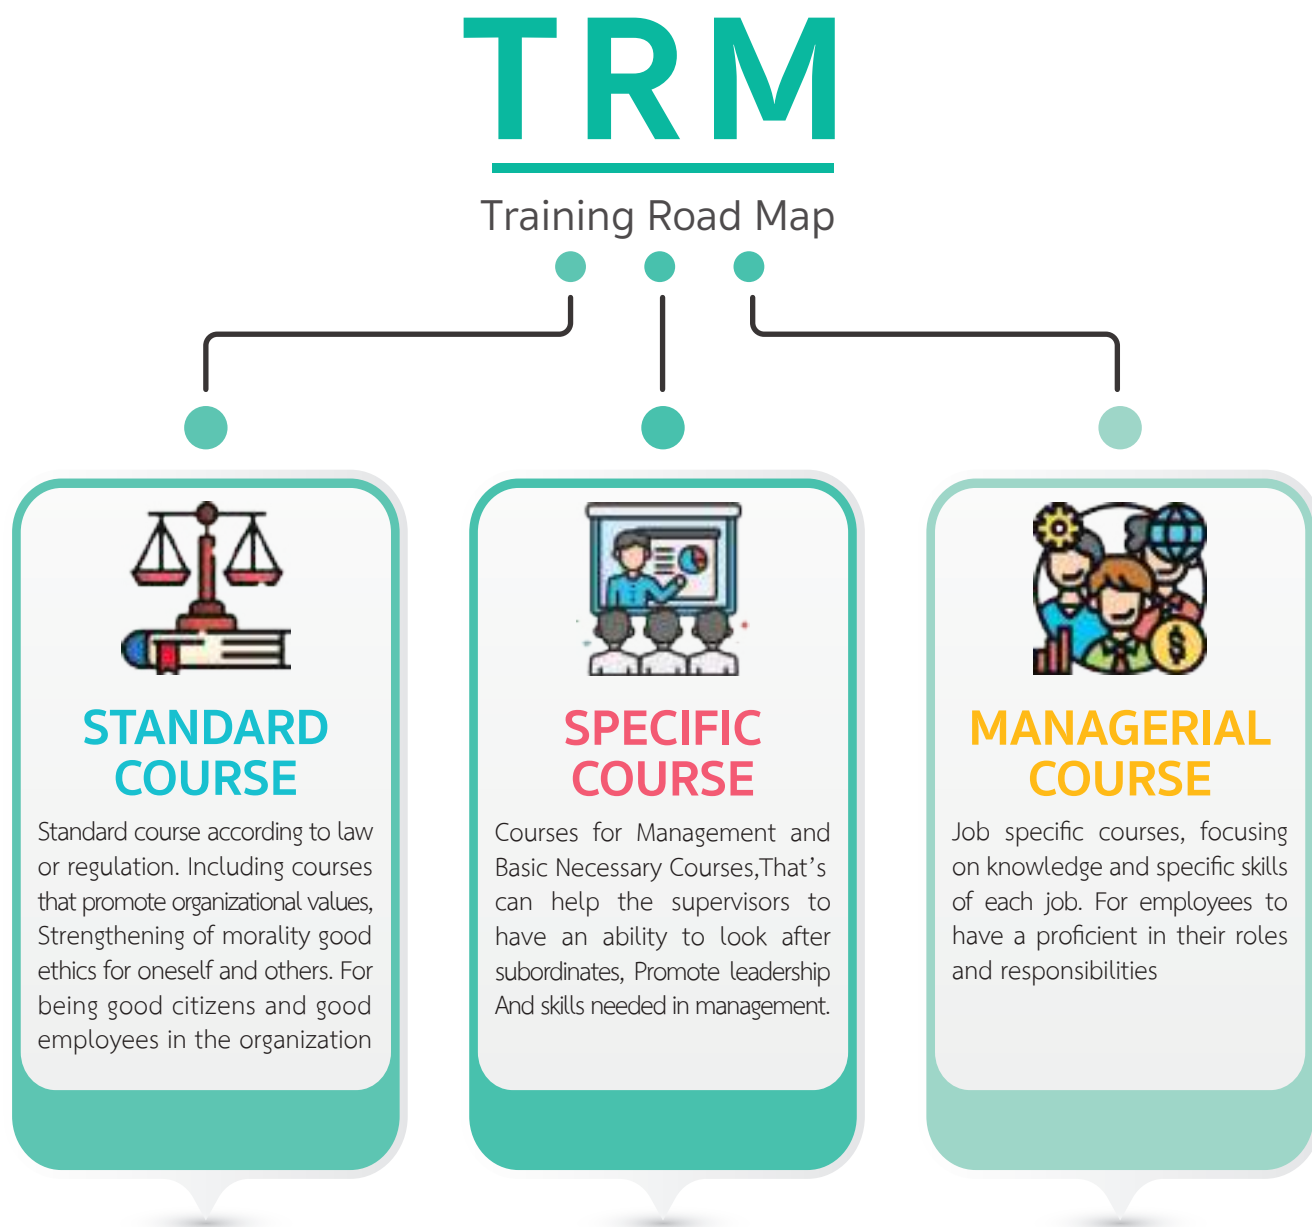 TRM
Training Road Map
STANDARD
COURSE
Standard course according to law
or regulation. Including courses
that promote organizational values,
Strengthening of morality good
ethics for oneself and others. For
being good citizens and good
employees in the organization
SPECIFIC
COURSE
Courses for Management and
Basic Necessary Courses,That's
can help the supervisors to
have an ability to look after
subordinates, Promote leadership
And skills needed in management.
MANAGERIAL
COURSE
Job specific courses, focusing
on knowledge and specific skills
of each job. For employees to
have a proficient in their roles
and responsibilities
$